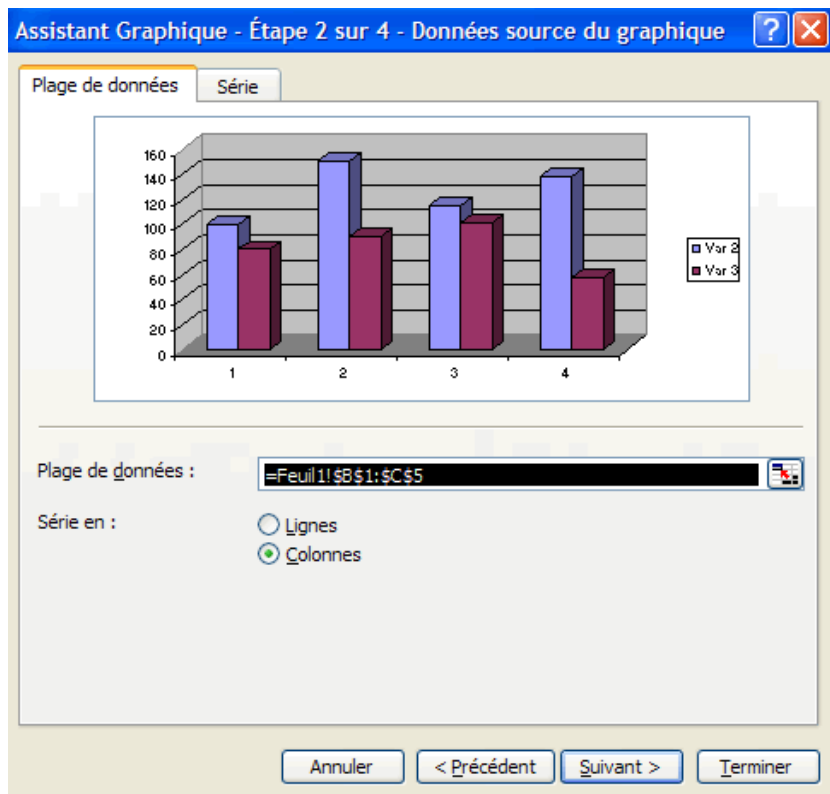 Assistant Graphique - Étape 2 sur 4 - Données source du graphique
Plage de données Série
160
140
120
100
80
60
40
20
0
1 2 3 4
Var 2
Var 3
Plage de données : =Feuil1!$B$1:$C$5
Série en : Lignes
Colonnes
Annuler < Précédent Suivant > Terminer